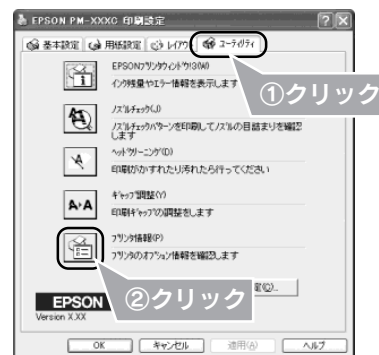 EPSON PM-XXXC 印刷設定
基本設定 用紙設定 レイアウト ユーティリティ
EPSONプリンタウィンドウ!3(W)
インク残量やエラー情報を表示します
①クリック
ノズルチェック(J)
ノズルチェックパターンを印刷してノズルの目詰まりを確認
します
ヘッドクリーニング(D)
印刷がかすれたり汚れたら行ってください
ギャップ調整(Y)
印刷ギャップの調整をします
プリンタ情報(P)
プリンタのオプション情報を確認します
②クリック
定(O)...
EPSON
Version X.XX
OK キャンセル 適用(A) ヘルプ